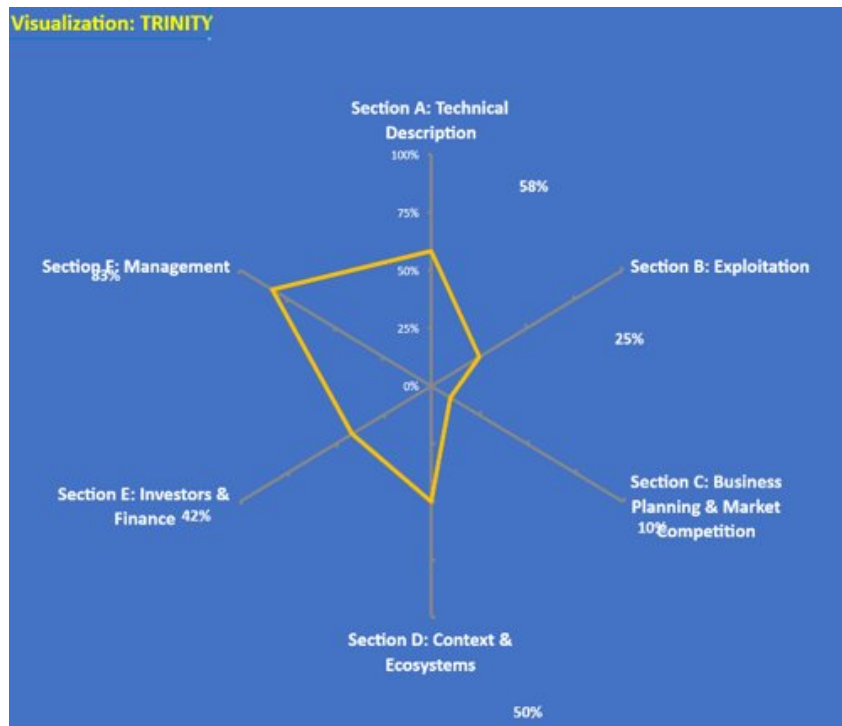 Visualization: TRINITY
Section A: Technical
Description
100%
58%
75%
Section F: Management
83%
50%
Section B: Exploitation
25%
25%
0%
Section E: Investors &
Finance
42%
Section C: Business
Planning & Market
10%
Competition
Section D: Context &
Ecosystems
50%